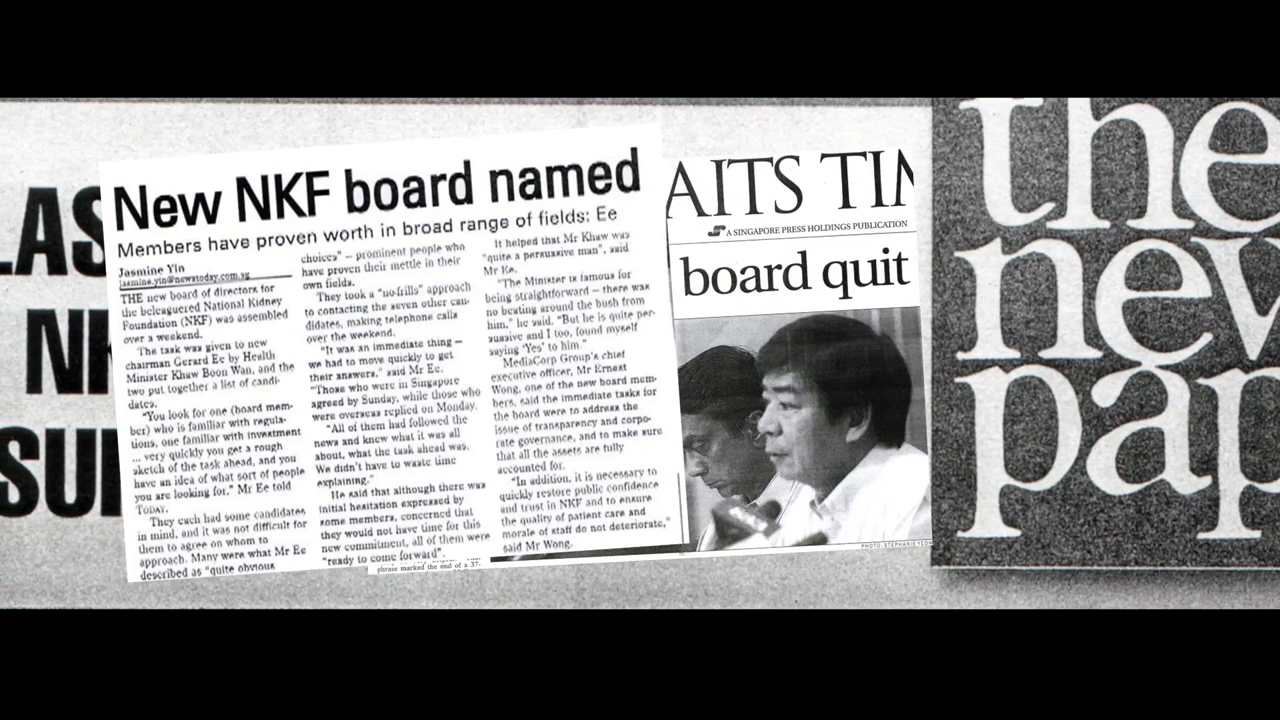 LAS
NK
SU
New NKF board named
Members have proven worth in broad range of fields: Ee
Jasmine Yin
jasmine.yin@newstoday.com.sg
THE new board of directors for
the beleaguered National Kidney
Foundation (NKF) was assembled
over a weekend.
The task was given to new
chairman Gerard Ee by Health
Minister Khaw Boon Wan, and the
two put together a list of candi-
dates.
"You look for one (board mem-
ber) who is familiar with regula-
tions, one familiar with investment
... very quickly you get a rough
sketch of the task ahead, and you
have an idea of what sort of people
you are looking for," Mr Ee told
TODAY.
They each had some candidates
in mind, and it was not difficult for
them to agree on whom to
approach. Many were what Mr Ee
described as "quite obvious
choices" — prominent people who
have proven their mettle in their
own fields.
They took a "no-frills" approach
to contacting the seven other can-
didates, making telephone calls
over the weekend.
"It was an immediate thing —
we had to move quickly to get
their answers," said Mr Ee.
"Those who were in Singapore
agreed by Sunday, while those who
were overseas replied on Monday.
"All of them had followed the
news and knew what it was all
about, what the task ahead was.
We didn't have to waste time
explaining."
He said that although there was
initial hesitation expressed by
some members, concerned that
they would not have time for this
new commitment, all of them were
"ready to come forward".
phrase marked the end of a 37-
It helped that Mr Khaw was
"quite a persuasive man", said
Mr Ee.
"The Minister is famous for
being straightforward — there was
no beating around the bush from
him," he said. "But he is quite per-
suasive and I too, found myself
saying 'Yes' to him."
MediaCorp Group's chief
executive officer, Mr Ernest
Wong, one of the new board mem-
bers, said the immediate tasks for
the board were to address the
issue of transparency and corpo-
rate governance, and to make sure
that all the assets are fully
accounted for.
"In addition, it is necessary to
quickly restore public confidence
and trust in NKF and to ensure
the quality of patient care and
morale of staff do not deteriorate,"
said Mr Wong.
AITS TIM
A SINGAPORE PRESS HOLDINGS PUBLICATION
board quit
PHOTO: STEPHANIE YEOW
the
new
pap